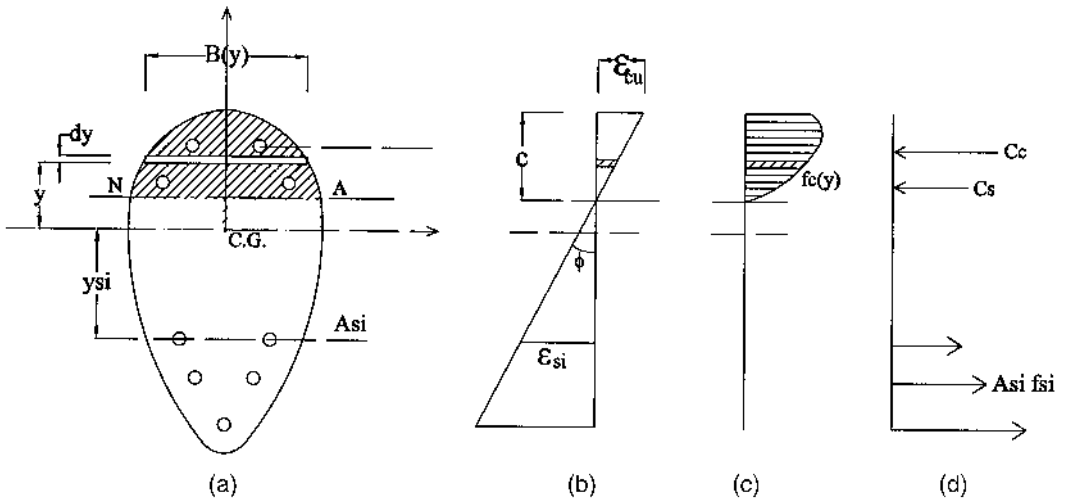 B(y)
dy
y
N
A
C.G.
ysi
Asi
(a)
εcu
c
ϕ
εsi
(b)
fc(y)
(c)
Cc
Cs
Asi fsi
(d)